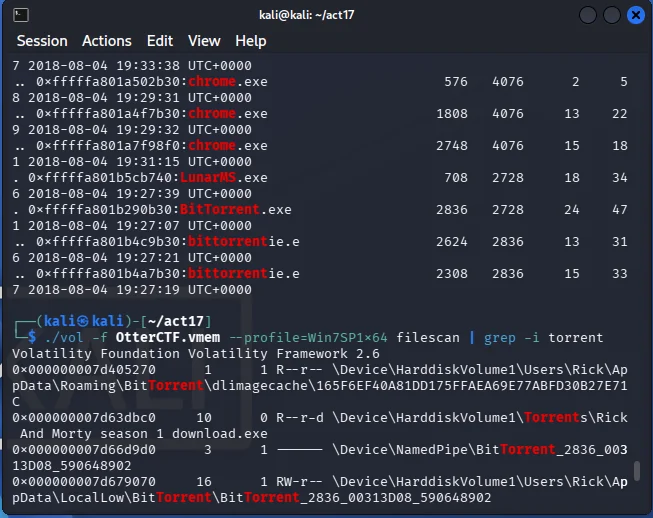 kali@kali: ~/act17
Session Actions Edit View Help
7 2018-08-04 19:33:38 UTC+0000
.. 0×fffffa801a502b30:chrome.exe 576 4076 2 5
8 2018-08-04 19:29:31 UTC+0000
.. 0×fffffa801a4f7b30:chrome.exe 1808 4076 13 22
9 2018-08-04 19:29:32 UTC+0000
.. 0×fffffa801a7f98f0:chrome.exe 2748 4076 15 18
1 2018-08-04 19:31:15 UTC+0000
. 0×fffffa801b5cb740:LunarMS.exe 708 2728 18 34
6 2018-08-04 19:27:39 UTC+0000
. 0×fffffa801b290b30:BitTorrent.exe 2836 2728 24 47
1 2018-08-04 19:27:07 UTC+0000
.. 0×fffffa801b4c9b30:bittorrentie.e 2624 2836 13 31
6 2018-08-04 19:27:21 UTC+0000
.. 0×fffffa801b4a7b30:bittorrentie.e 2308 2836 15 33
7 2018-08-04 19:27:19 UTC+0000
┌──(kali㉿kali)-[~/act17]
└─$ ./vol -f OtterCTF.vmem --profile=Win7SP1×64 filescan | grep -i torrent
Volatility Foundation Volatility Framework 2.6
0×000000007d405270 1 1 R--r-- \Device\HarddiskVolume1\Users\Rick\Ap
pData\Roaming\BitTorrent\dlimagecache\165F6EF40A81DD175FFAEA69E77ABFD30B27E71
C
0×000000007d63dbc0 10 0 R--r-d \Device\HarddiskVolume1\Torrents\Rick
And Morty season 1 download.exe
0×000000007d66d9d0 3 1 ------ \Device\NamedPipe\BitTorrent_2836_003
13D08_590648902
0×000000007d679070 16 1 RW-r-- \Device\HarddiskVolume1\Users\Rick\Ap
pData\LocalLow\BitTorrent\BitTorrent_2836_00313D08_590648902